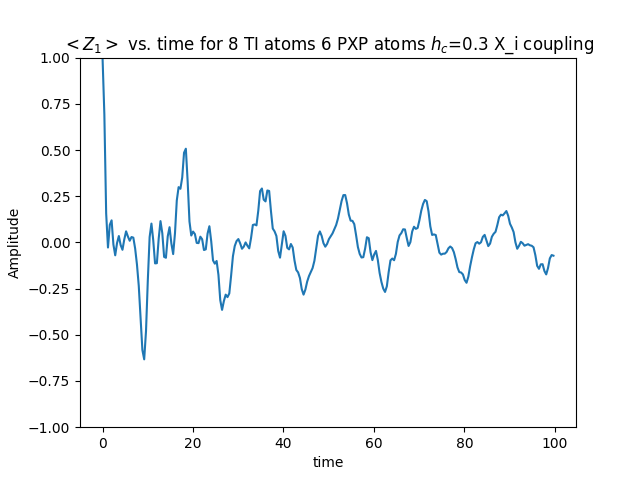 < Z_1 > vs. time for 8 TI atoms 6 PXP atoms h_c=0.3 X_i coupling
1.00
0.75
0.50
0.25
0.00
−0.25
−0.50
−0.75
−1.00
Amplitude
0 20 40 60 80 100
time